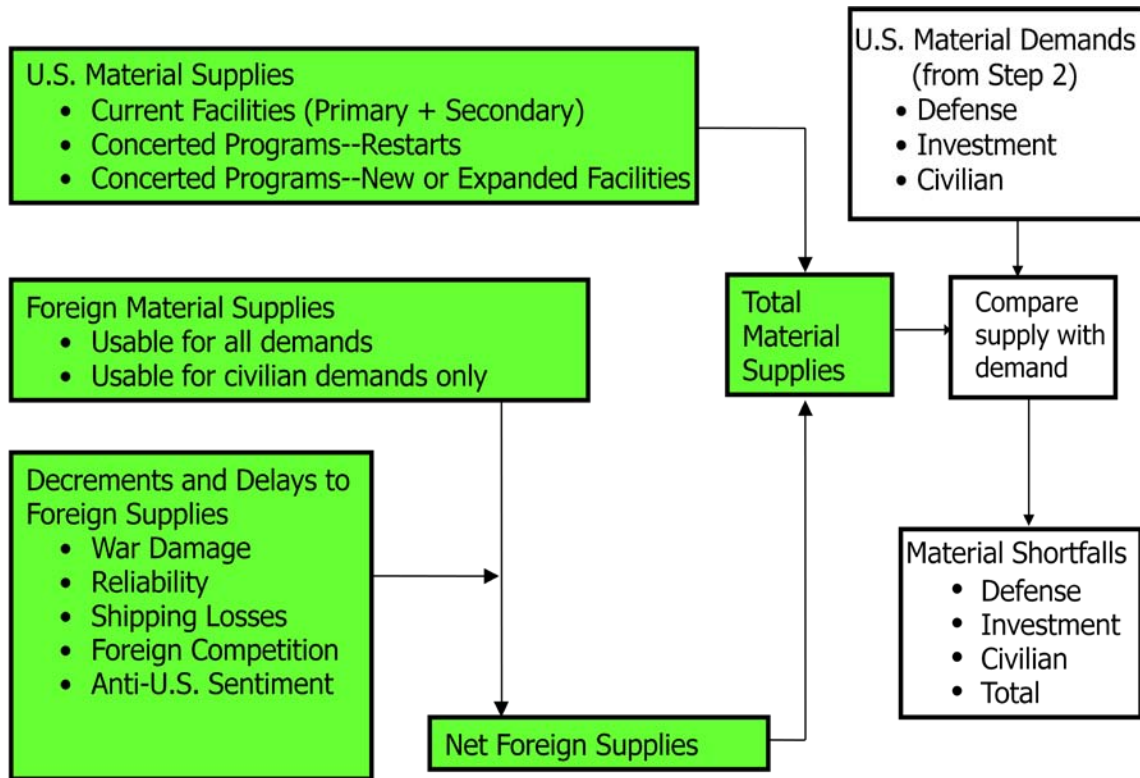 U.S. Material Supplies
• Current Facilities (Primary + Secondary)
• Concerted Programs--Restarts
• Concerted Programs--New or Expanded Facilities
U.S. Material Demands
(from Step 2)
• Defense
• Investment
• Civilian
Foreign Material Supplies
• Usable for all demands
• Usable for civilian demands only
Total
Material
Supplies
Compare
supply with
demand
Decrements and Delays to
Foreign Supplies
• War Damage
• Reliability
• Shipping Losses
• Foreign Competition
• Anti-U.S. Sentiment
Net Foreign Supplies
Material Shortfalls
• Defense
• Investment
• Civilian
• Total